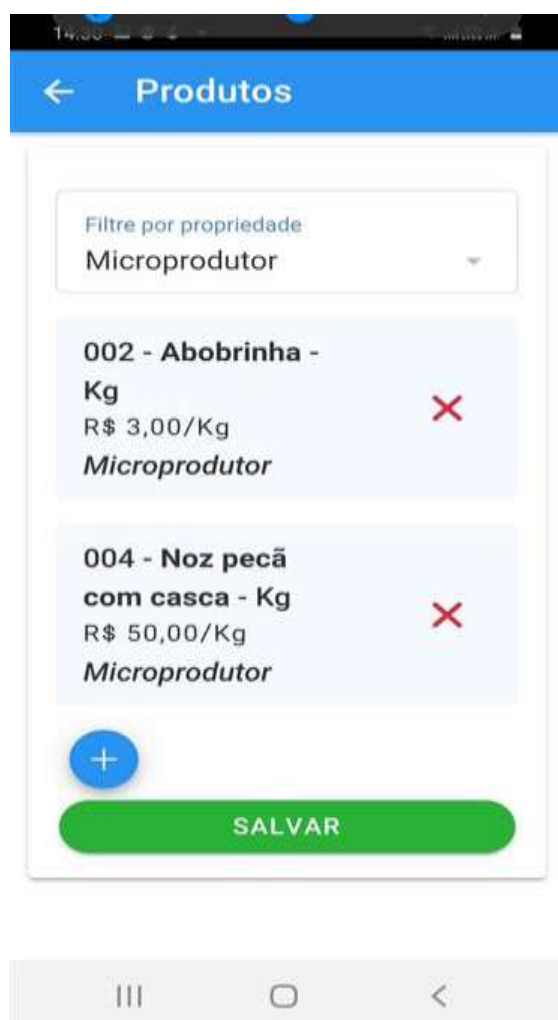 Produtos
Filtre por propriedade
Microprodutor
002 - Abobrinha -
Kg
R$ 3,00/Kg
Microprodutor
004 - Noz pecã
com casca - Kg
R$ 50,00/Kg
Microprodutor
SALVAR